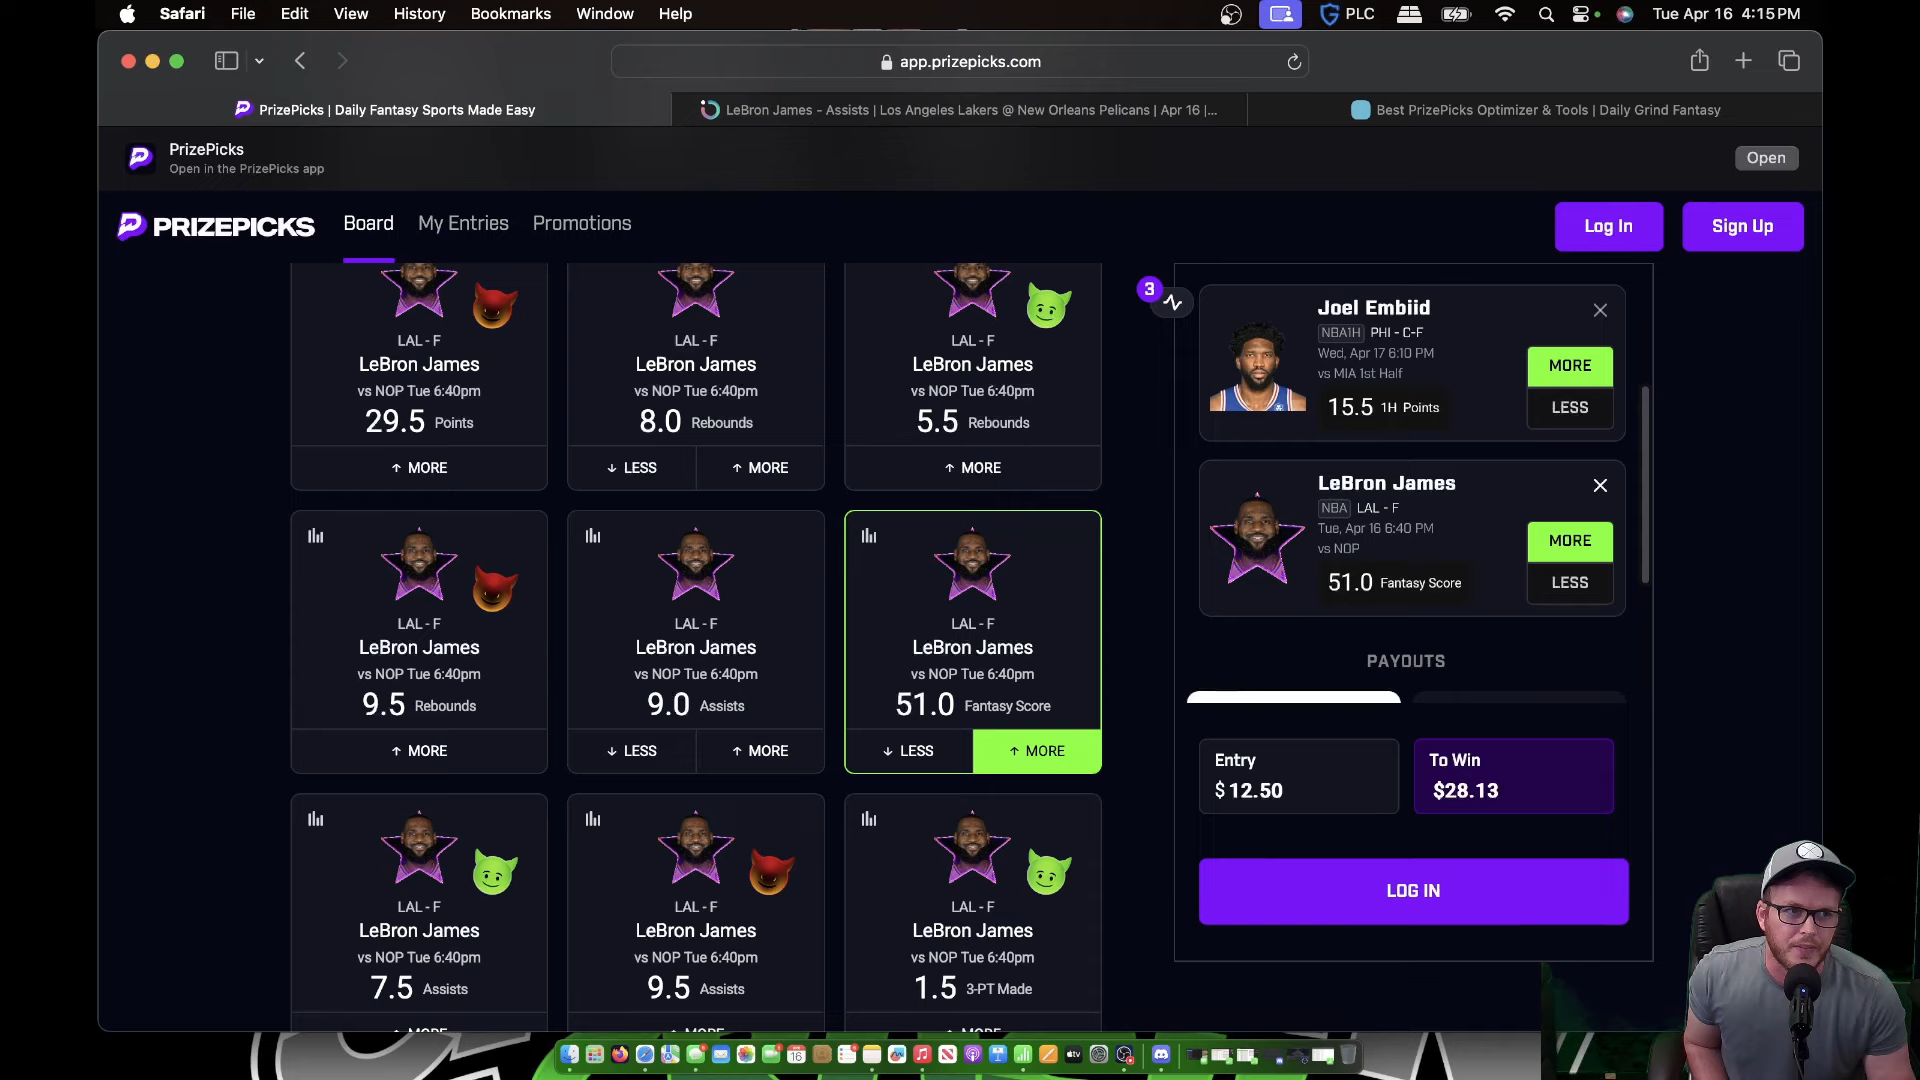 Safari File Edit View History Bookmarks Window Help PLC Tue Apr 16 4:15 PM
app.prizepicks.com
PrizePicks | Daily Fantasy Sports Made Easy
LeBron James - Assists | Los Angeles Lakers @ New Orleans Pelicans | Apr 16 |...
Best PrizePicks Optimizer & Tools | Daily Grind Fantasy
PrizePicks
Open in the PrizePicks app
Open
PRIZEPICKS Board My Entries Promotions Log In Sign Up
LAL - F
LeBron James
vs NOP Tue 6:40pm
29.5 Points
↑ MORE
LAL - F
LeBron James
vs NOP Tue 6:40pm
8.0 Rebounds
↓ LESS ↑ MORE
LAL - F
LeBron James
vs NOP Tue 6:40pm
5.5 Rebounds
↑ MORE
LAL - F
LeBron James
vs NOP Tue 6:40pm
9.5 Rebounds
↑ MORE
LAL - F
LeBron James
vs NOP Tue 6:40pm
9.0 Assists
↓ LESS ↑ MORE
LAL - F
LeBron James
vs NOP Tue 6:40pm
51.0 Fantasy Score
↓ LESS ↑ MORE
LAL - F
LeBron James
vs NOP Tue 6:40pm
7.5 Assists
MORE
LAL - F
LeBron James
vs NOP Tue 6:40pm
9.5 Assists
MORE
LAL - F
LeBron James
vs NOP Tue 6:40pm
1.5 3-PT Made
MORE
3
Joel Embiid
NBA1H PHI - C-F
Wed, Apr 17 6:10 PM
vs MIA 1st Half
15.5 1H Points
MORE
LESS
LeBron James
NBA LAL - F
Tue, Apr 16 6:40 PM
vs NOP
51.0 Fantasy Score
MORE
LESS
PAYOUTS
Entry
$ 12.50
To Win
$28.13
LOG IN